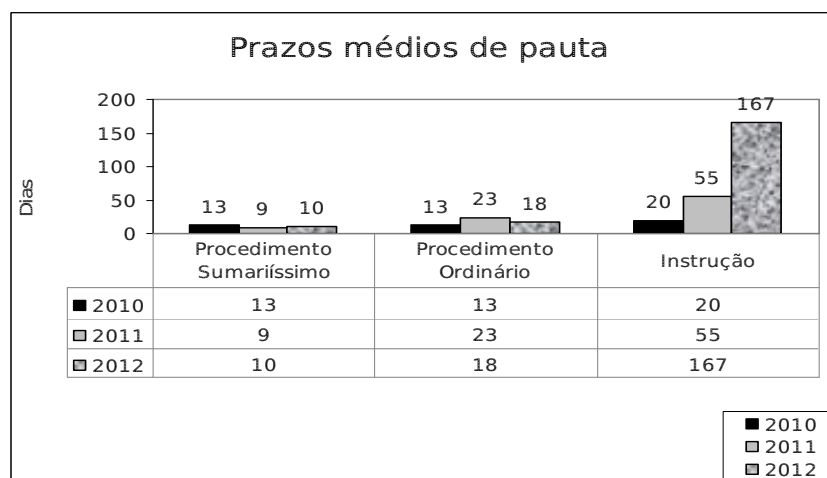 Prazos médios de pauta
Dias
200
150
100
50
0
13 9 10
13 23 18
20 55 167
Procedimento Sumariíssimo
Procedimento Ordinário
Instrução
2010 13 13 20
2011 9 23 55
2012 10 18 167
2010
2011
2012